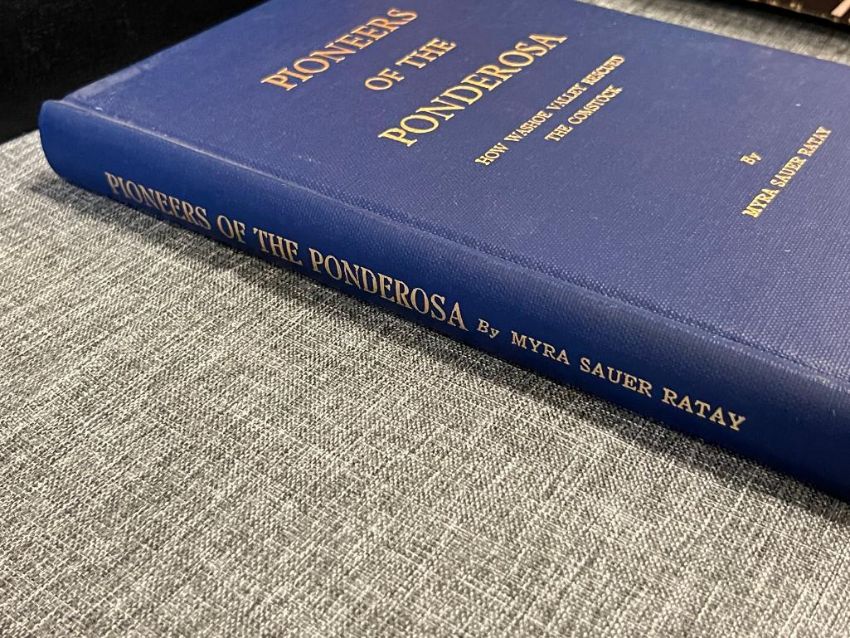 PIONEERS
OF THE
PONDEROSA
HOW WASHOE VALLEY RESCUED
THE COMSTOCK
By
MYRA SAUER RATAY
PIONEERS OF THE PONDEROSA By MYRA SAUER RATAY